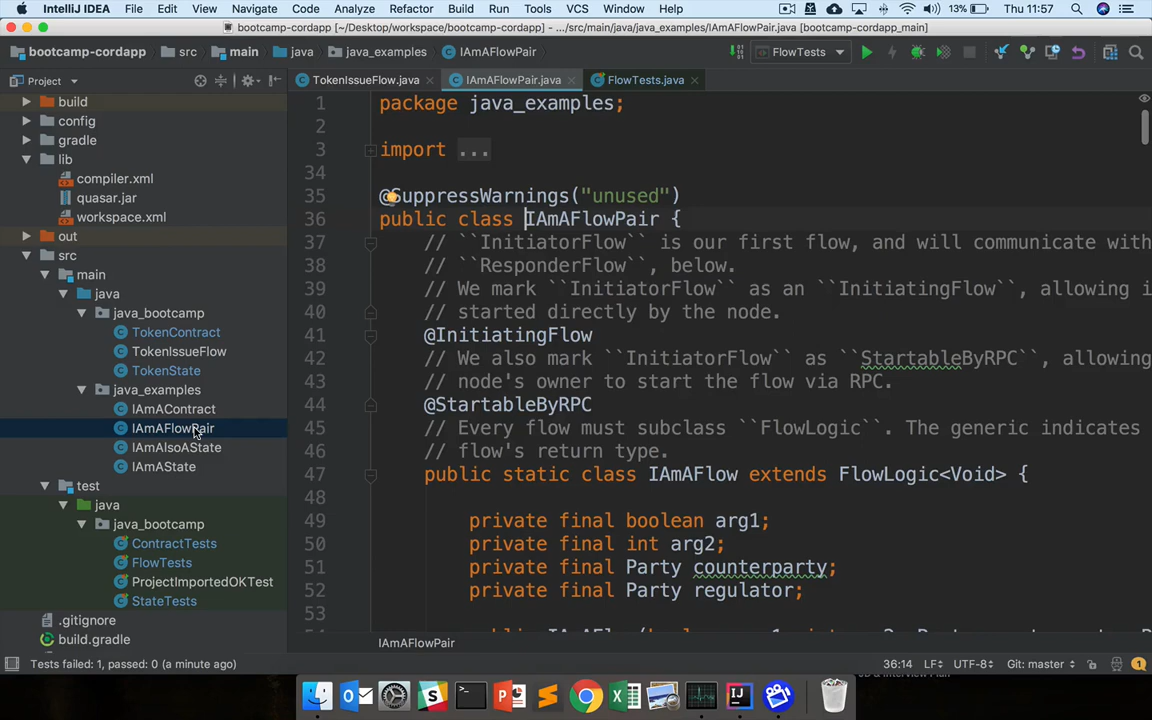 IntelliJ IDEA File Edit View Navigate Code Analyze Refactor Build Run Tools VCS Window Help 13% Thu 11:57
bootcamp-cordapp [~/Desktop/workspace/bootcamp-cordapp] - .../src/main/java/java_examples/IAmAFlowPair.java [bootcamp-cordapp_main]
bootcamp-cordapp src main java java_examples IAmAFlowPair FlowTests
Project TokenIssueFlow.java IAmAFlowPair.java FlowTests.java
build
config
gradle
lib
compiler.xml
quasar.jar
workspace.xml
out
src
main
java
java_bootcamp
TokenContract
TokenIssueFlow
TokenState
java_examples
IAmAContract
IAmAFlowPair
IAmAlsoAState
IAmAState
test
java
java_bootcamp
ContractTests
FlowTests
ProjectImportedOKTest
StateTests
.gitignore
build.gradle
1 package java_examples;
2
3 import ...
34
35 @SuppressWarnings("unused")
36 public class IAmAFlowPair {
37 // ``InitiatorFlow`` is our first flow, and will communicate with
38 // ``ResponderFlow``, below.
39 // We mark ``InitiatorFlow`` as an ``InitiatingFlow``, allowing i
40 // started directly by the node.
41 @InitiatingFlow
42 // We also mark ``InitiatorFlow`` as ``StartableByRPC``, allowing
43 // node's owner to start the flow via RPC.
44 @StartableByRPC
45 // Every flow must subclass ``FlowLogic``. The generic indicates
46 // flow's return type.
47 public static class IAmAFlow extends FlowLogic<Void> {
48
49 private final boolean arg1;
50 private final int arg2;
51 private final Party counterparty;
52 private final Party regulator;
53
IAmAFlowPair
Tests failed: 1, passed: 0 (a minute ago) 36:14 LF UTF-8 Git: master 1